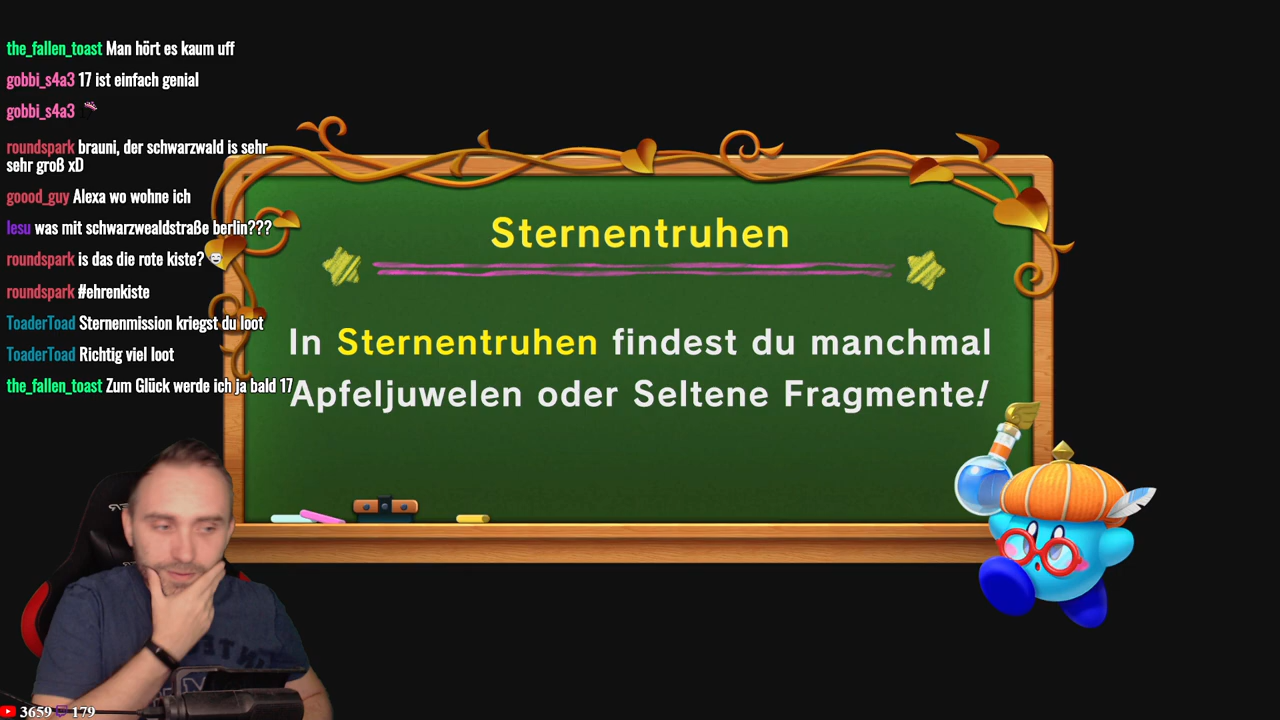 the_fallen_toast Man hört es kaum uff
gobbi_s4a3 17 ist einfach genial
gobbi_s4a3
roundspark brauni, der schwarzwald is sehr
sehr groß xD
goood_guy Alexa wo wohne ich
lesu was mit schwarzwealdstraße berlin???
roundspark is das die rote kiste?
roundspark #ehrenkiste
ToaderToad Sternenmission kriegst du loot
ToaderToad Richtig viel loot
the_fallen_toast Zum Glück werde ich ja bald 17
Sternentruhen
In Sternentruhen findest du manchmal
Apfeljuwelen oder Seltene Fragmente!
3659 179